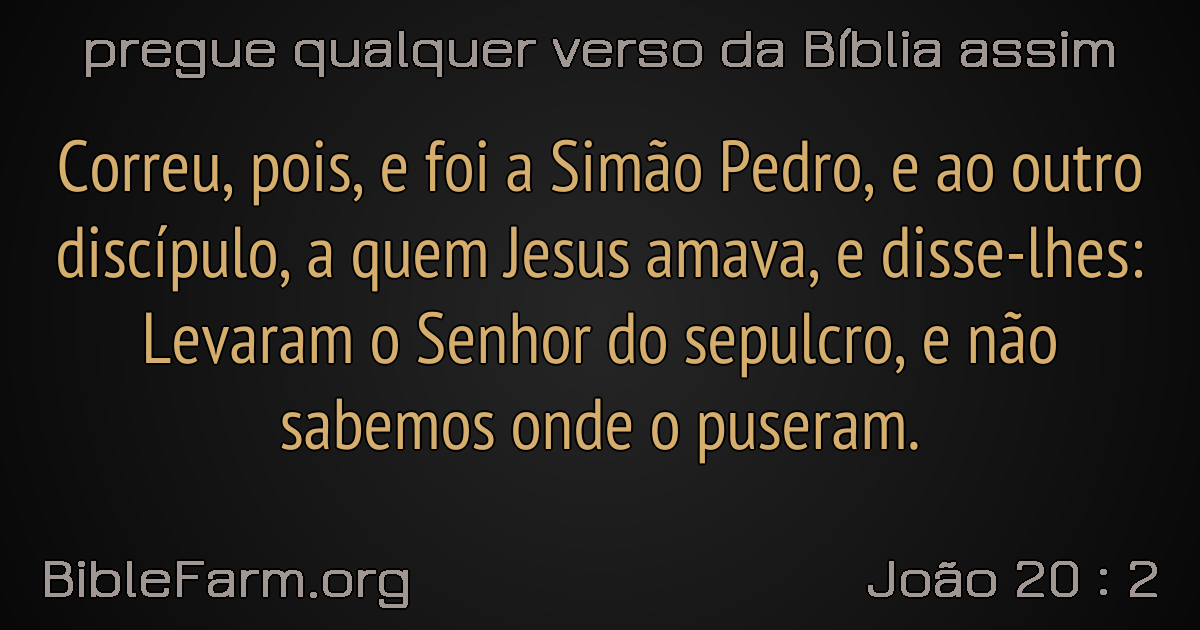 pregue qualquer verso da Bíblia assim
Correu, pois, e foi a Simão Pedro, e ao outro
discípulo, a quem Jesus amava, e disse-lhes:
Levaram o Senhor do sepulcro, e não
sabemos onde o puseram.
BibleFarm.org
João 20 : 2